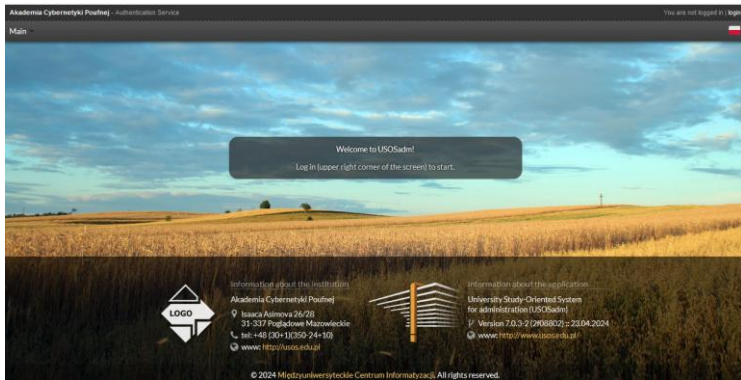 Akademia Cybernetyki Poufnej - Authentication Service
You are not logged in | login
Main
Welcome to USOSadm!
Log in (upper right corner of the screen) to start.
Information about the institution
Akademia Cybernetyki Poufnej
Isaaca Asimova 26/28
31-337 Poglądowe Mazowieckie
tel: +48 (30+1)(350-24+10)
www: http://usos.edu.pl
LOGO
Information about the application
University Study-Oriented System
for administration (USOSadm)
Version 7.0.3-2 (2f08802) :: 23.04.2024
www: http://www.usos.edu.pl
© 2024 Międzyuniwersyteckie Centrum Informatyzacji. All rights reserved.